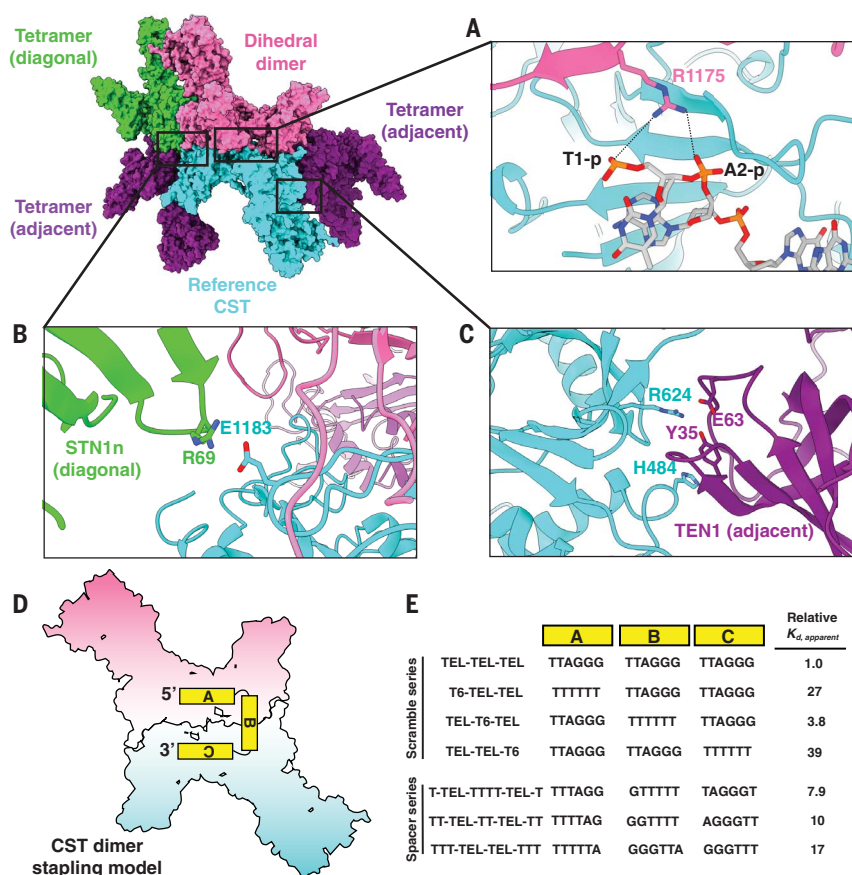 A
Tetramer
(diagonal)
Dihedral
dimer
Tetramer
(adjacent)
Tetramer
(adjacent)
Reference
CST
R1175
T1-p
A2-p
B
STN1n
(diagonal)
R69
E1183
C
R624
E63
Y35
H484
TEN1 (adjacent)
D
5’ A
B
3’ C
CST dimer
stapling model
E
A B C Relative K d, apparent
Scramble series
TEL-TEL-TEL TTAGGG TTAGGG TTAGGG 1.0
T6-TEL-TEL TTTTTT TTAGGG TTAGGG 27
TEL-T6-TEL TTAGGG TTTTTT TTAGGG 3.8
TEL-TEL-T6 TTAGGG TTAGGG TTTTTT 39
Spacer series
T-TEL-TTTT-TEL-T TTTAGG GTTTTT TAGGGT 7.9
TT-TEL-TT-TEL-TT TTTTAG GGTTTT AGGGTT 10
TTT-TEL-TEL-TTT TTTTTA GGGTTA GGGTTT 17